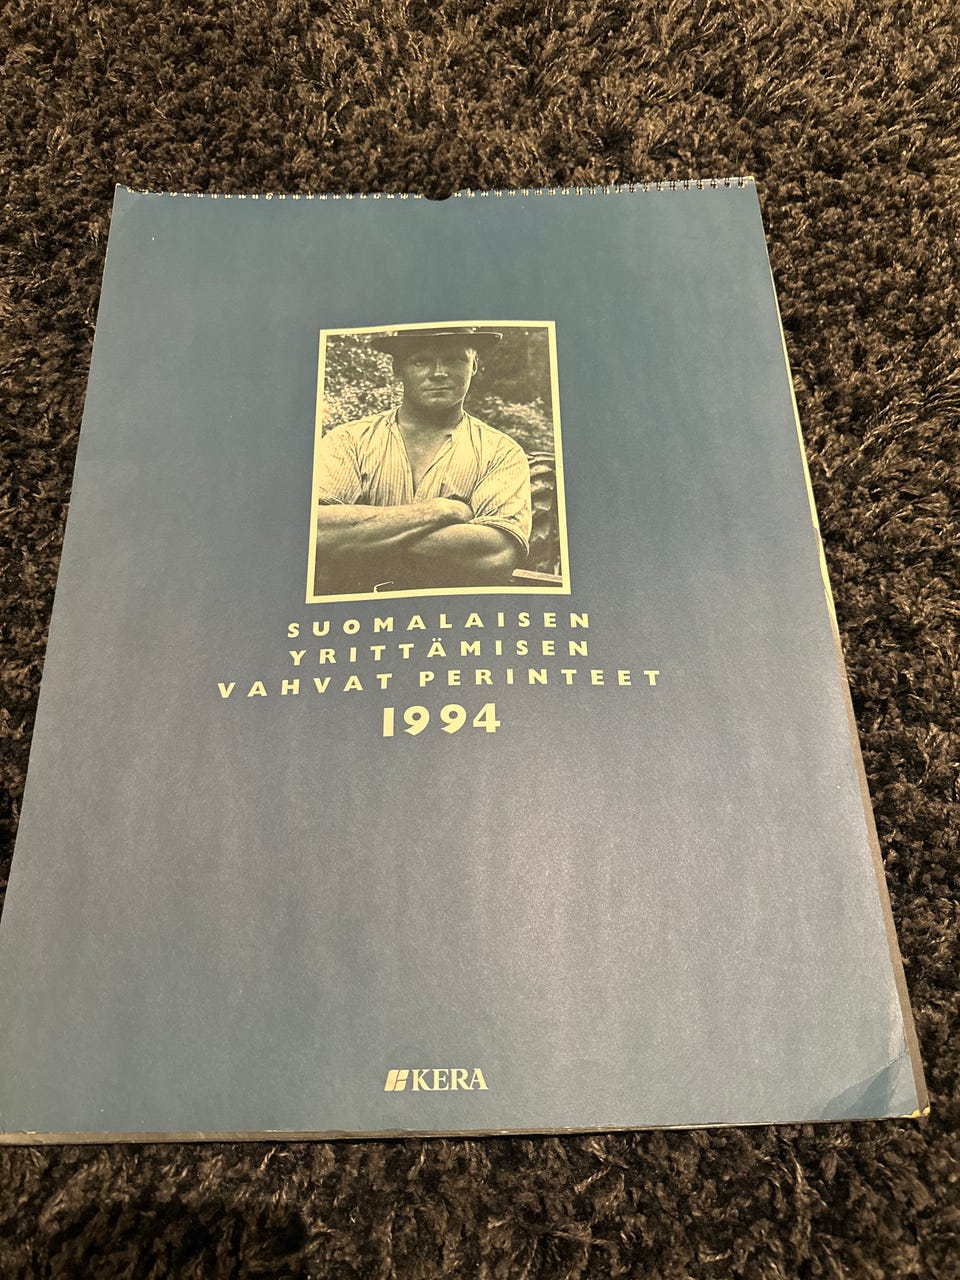 SUOMALAISEN
YRITTÄMISEN
VAHVAT PERINTEET
1994
KERA